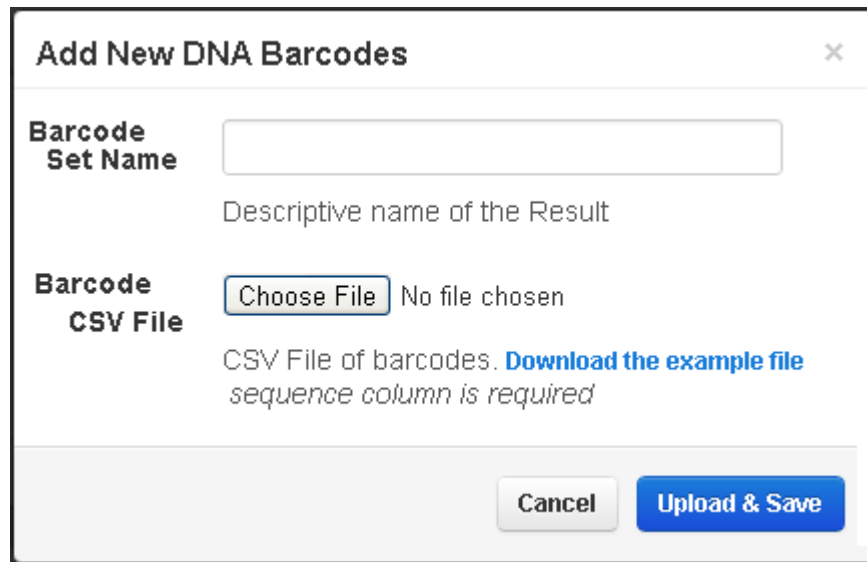 Add New DNA Barcodes ×
Barcode
Set Name
Descriptive name of the Result
Barcode
CSV File
Choose File No file chosen
CSV File of barcodes. Download the example file
sequence column is required
Cancel Upload & Save